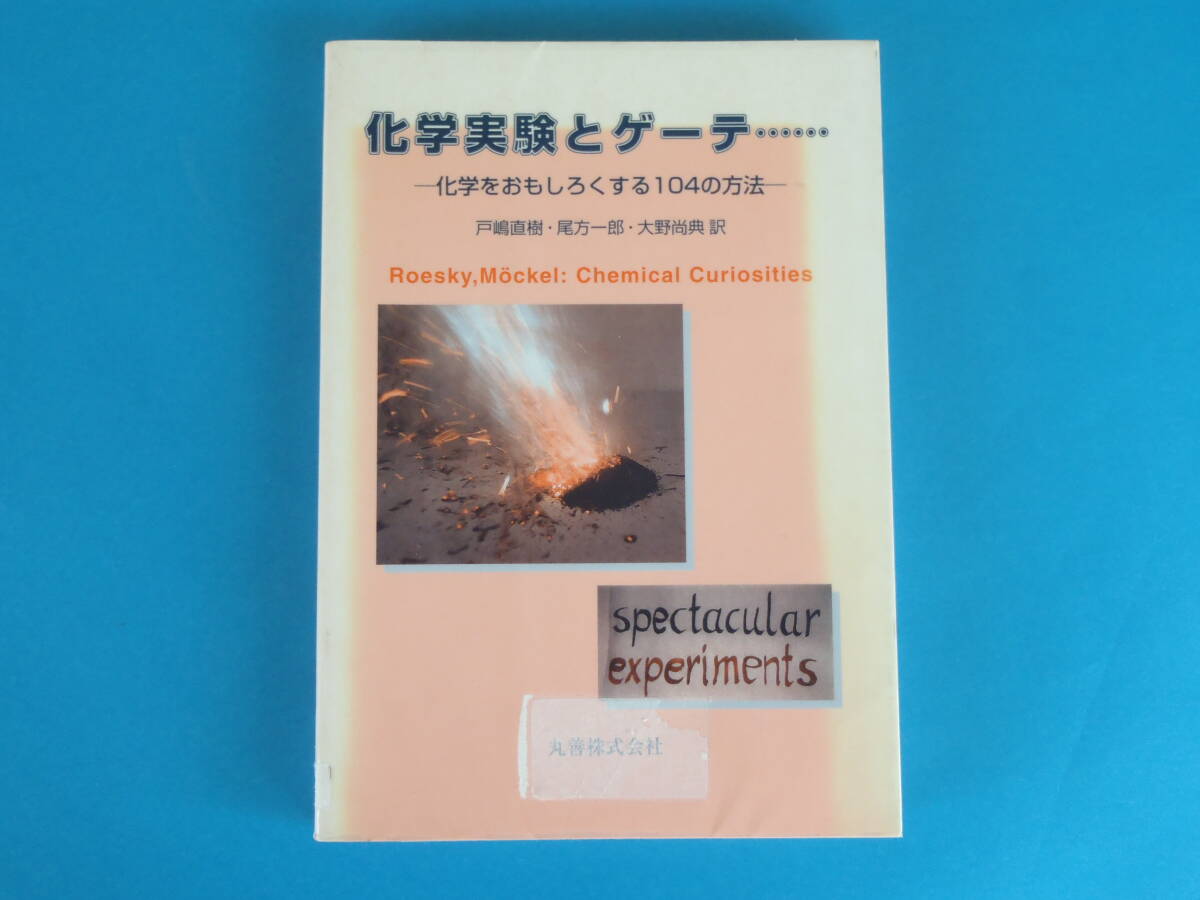 化学実験とゲーテ……
―化学をおもしろくする104の方法―
戸嶋直樹・尾方一郎・大野尚典 訳
Roesky,Möckel: Chemical Curiosities
spectacular
experiments
丸善株式会社